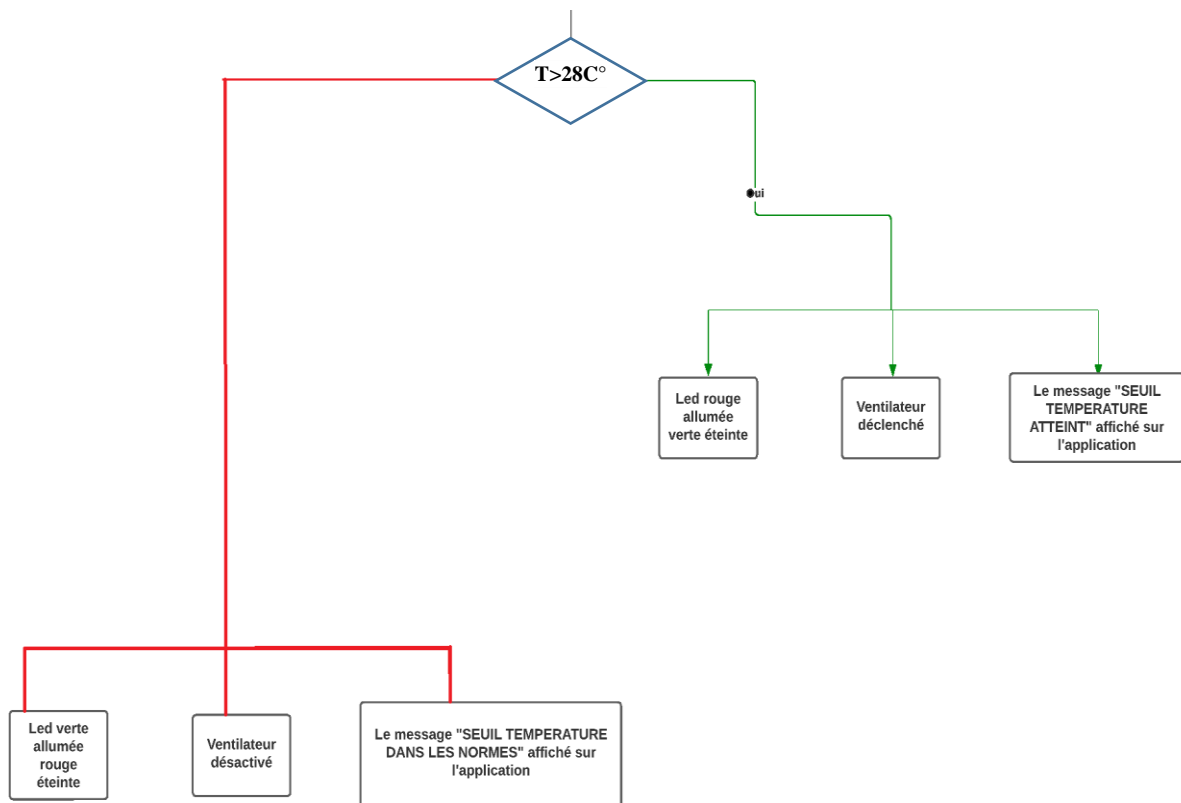 T>28C°
Oui
Led rouge
allumée
verte éteinte
Ventilateur
déclenché
Le message "SEUIL
TEMPERATURE
ATTEINT" affiché sur
l'application
Led verte
allumée
rouge
éteinte
Ventilateur
désactivé
Le message "SEUIL TEMPERATURE
DANS LES NORMES" affiché sur
l'application